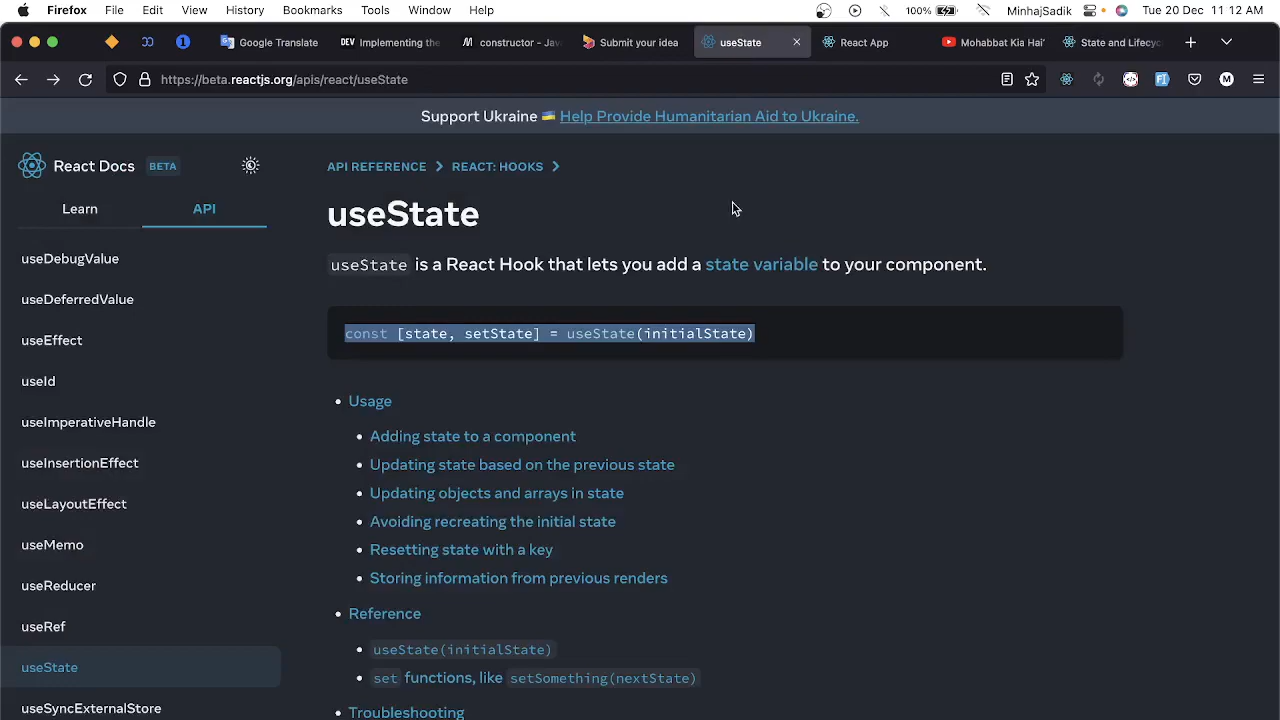 Firefox File Edit View History Bookmarks Tools Window Help 100% MinhajSadik Tue 20 Dec 11:12 AM
Google Translate DEV Implementing the constructor - Jav Submit your idea useState React App Mohabbat Kia Hai' State and Lifecyc
https://beta.reactjs.org/apis/react/useState M
Support Ukraine Help Provide Humanitarian Aid to Ukraine.
React Docs BETA
Learn API
useDebugValue
useDeferredValue
useEffect
useId
useImperativeHandle
useInsertionEffect
useLayoutEffect
useMemo
useReducer
useRef
useState
useSyncExternalStore
API REFERENCE REACT: HOOKS
useState
useState is a React Hook that lets you add a state variable to your component.
const [state, setState] = useState(initialState)
• Usage
• Adding state to a component
• Updating state based on the previous state
• Updating objects and arrays in state
• Avoiding recreating the initial state
• Resetting state with a key
• Storing information from previous renders
• Reference
• useState(initialState)
• set functions, like setSomething(nextState)
• Troubleshooting